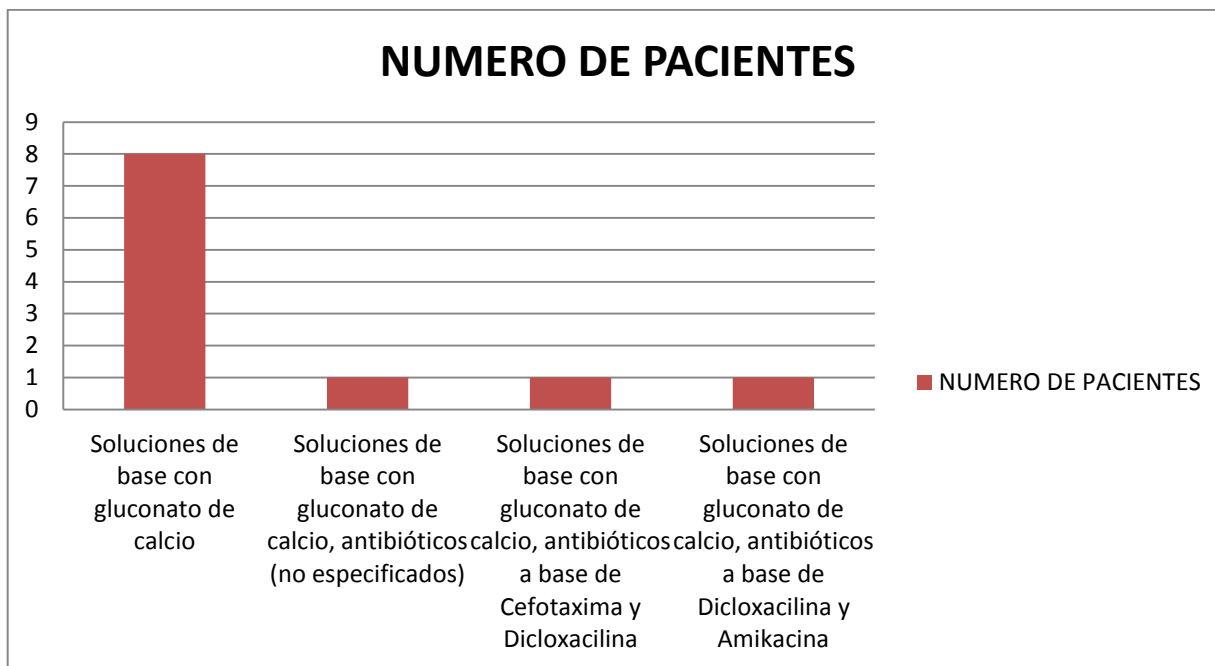 NUMERO DE PACIENTES
9
8
7
6
5
4
3
2
1
0
Soluciones de
base con
gluconato de
calcio
Soluciones de
base con
gluconato de
calcio, antibióticos
(no especificados)
Soluciones de
base con
gluconato de
calcio, antibióticos
a base de
Cefotaxima y
Dicloxacilina
Soluciones de
base con
gluconato de
calcio, antibióticos
a base de
Dicloxacilina y
Amikacina
NUMERO DE PACIENTES